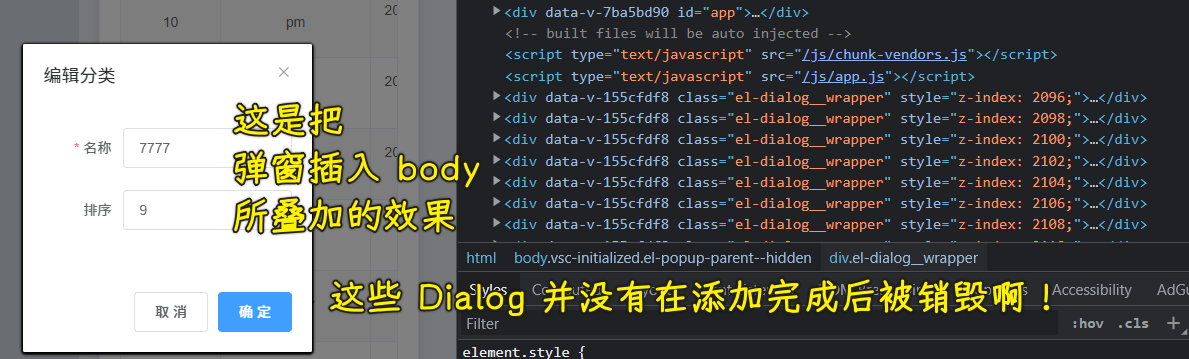 10
pm
20
20
20
编辑分类
* 名称
7777
排序
9
取消
确定
这是把
弹窗插入 body
所叠加的效果
这些 Dialog 并没有在添加完成后被销毁啊！
<div data-v-7ba5bd90 id="app">…</div>
<!-- built files will be auto injected -->
<script type="text/javascript" src="/js/chunk-vendors.js"></script>
<script type="text/javascript" src="/js/app.js"></script>
<div data-v-155cfdf8 class="el-dialog__wrapper" style="z-index: 2096;">…</div>
<div data-v-155cfdf8 class="el-dialog__wrapper" style="z-index: 2098;">…</div>
<div data-v-155cfdf8 class="el-dialog__wrapper" style="z-index: 2100;">…</div>
<div data-v-155cfdf8 class="el-dialog__wrapper" style="z-index: 2102;">…</div>
<div data-v-155cfdf8 class="el-dialog__wrapper" style="z-index: 2104;">…</div>
<div data-v-155cfdf8 class="el-dialog__wrapper" style="z-index: 2106;">…</div>
<div data-v-155cfdf8 class="el-dialog__wrapper" style="z-index: 2108;">…</div>
html body.vsc-initialized.el-popup-parent--hidden div.el-dialog__wrapper
Styles Accessibility AdGu
Filter :hov .cls
element.style {